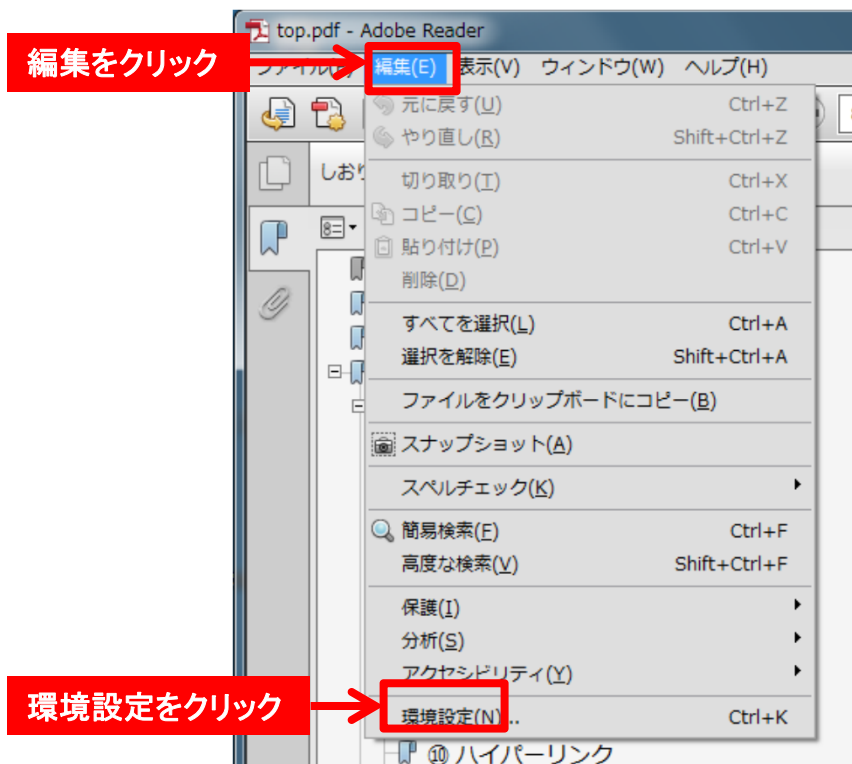 top.pdf - Adobe Reader
編集をクリック
編集(E) 表示(V) ウィンドウ(W) ヘルプ(H)
元に戻す(U) Ctrl+Z
やり直し(R) Shift+Ctrl+Z
しおり
切り取り(T) Ctrl+X
コピー(C) Ctrl+C
貼り付け(P) Ctrl+V
削除(D)
すべてを選択(L) Ctrl+A
選択を解除(E) Shift+Ctrl+A
ファイルをクリップボードにコピー(B)
スナップショット(A)
スペルチェック(K)
簡易検索(F) Ctrl+F
高度な検索(V) Shift+Ctrl+F
保護(I)
分析(S)
アクセシビリティ(Y)
環境設定をクリック
環境設定(N)... Ctrl+K
⑩ ハイパーリンク